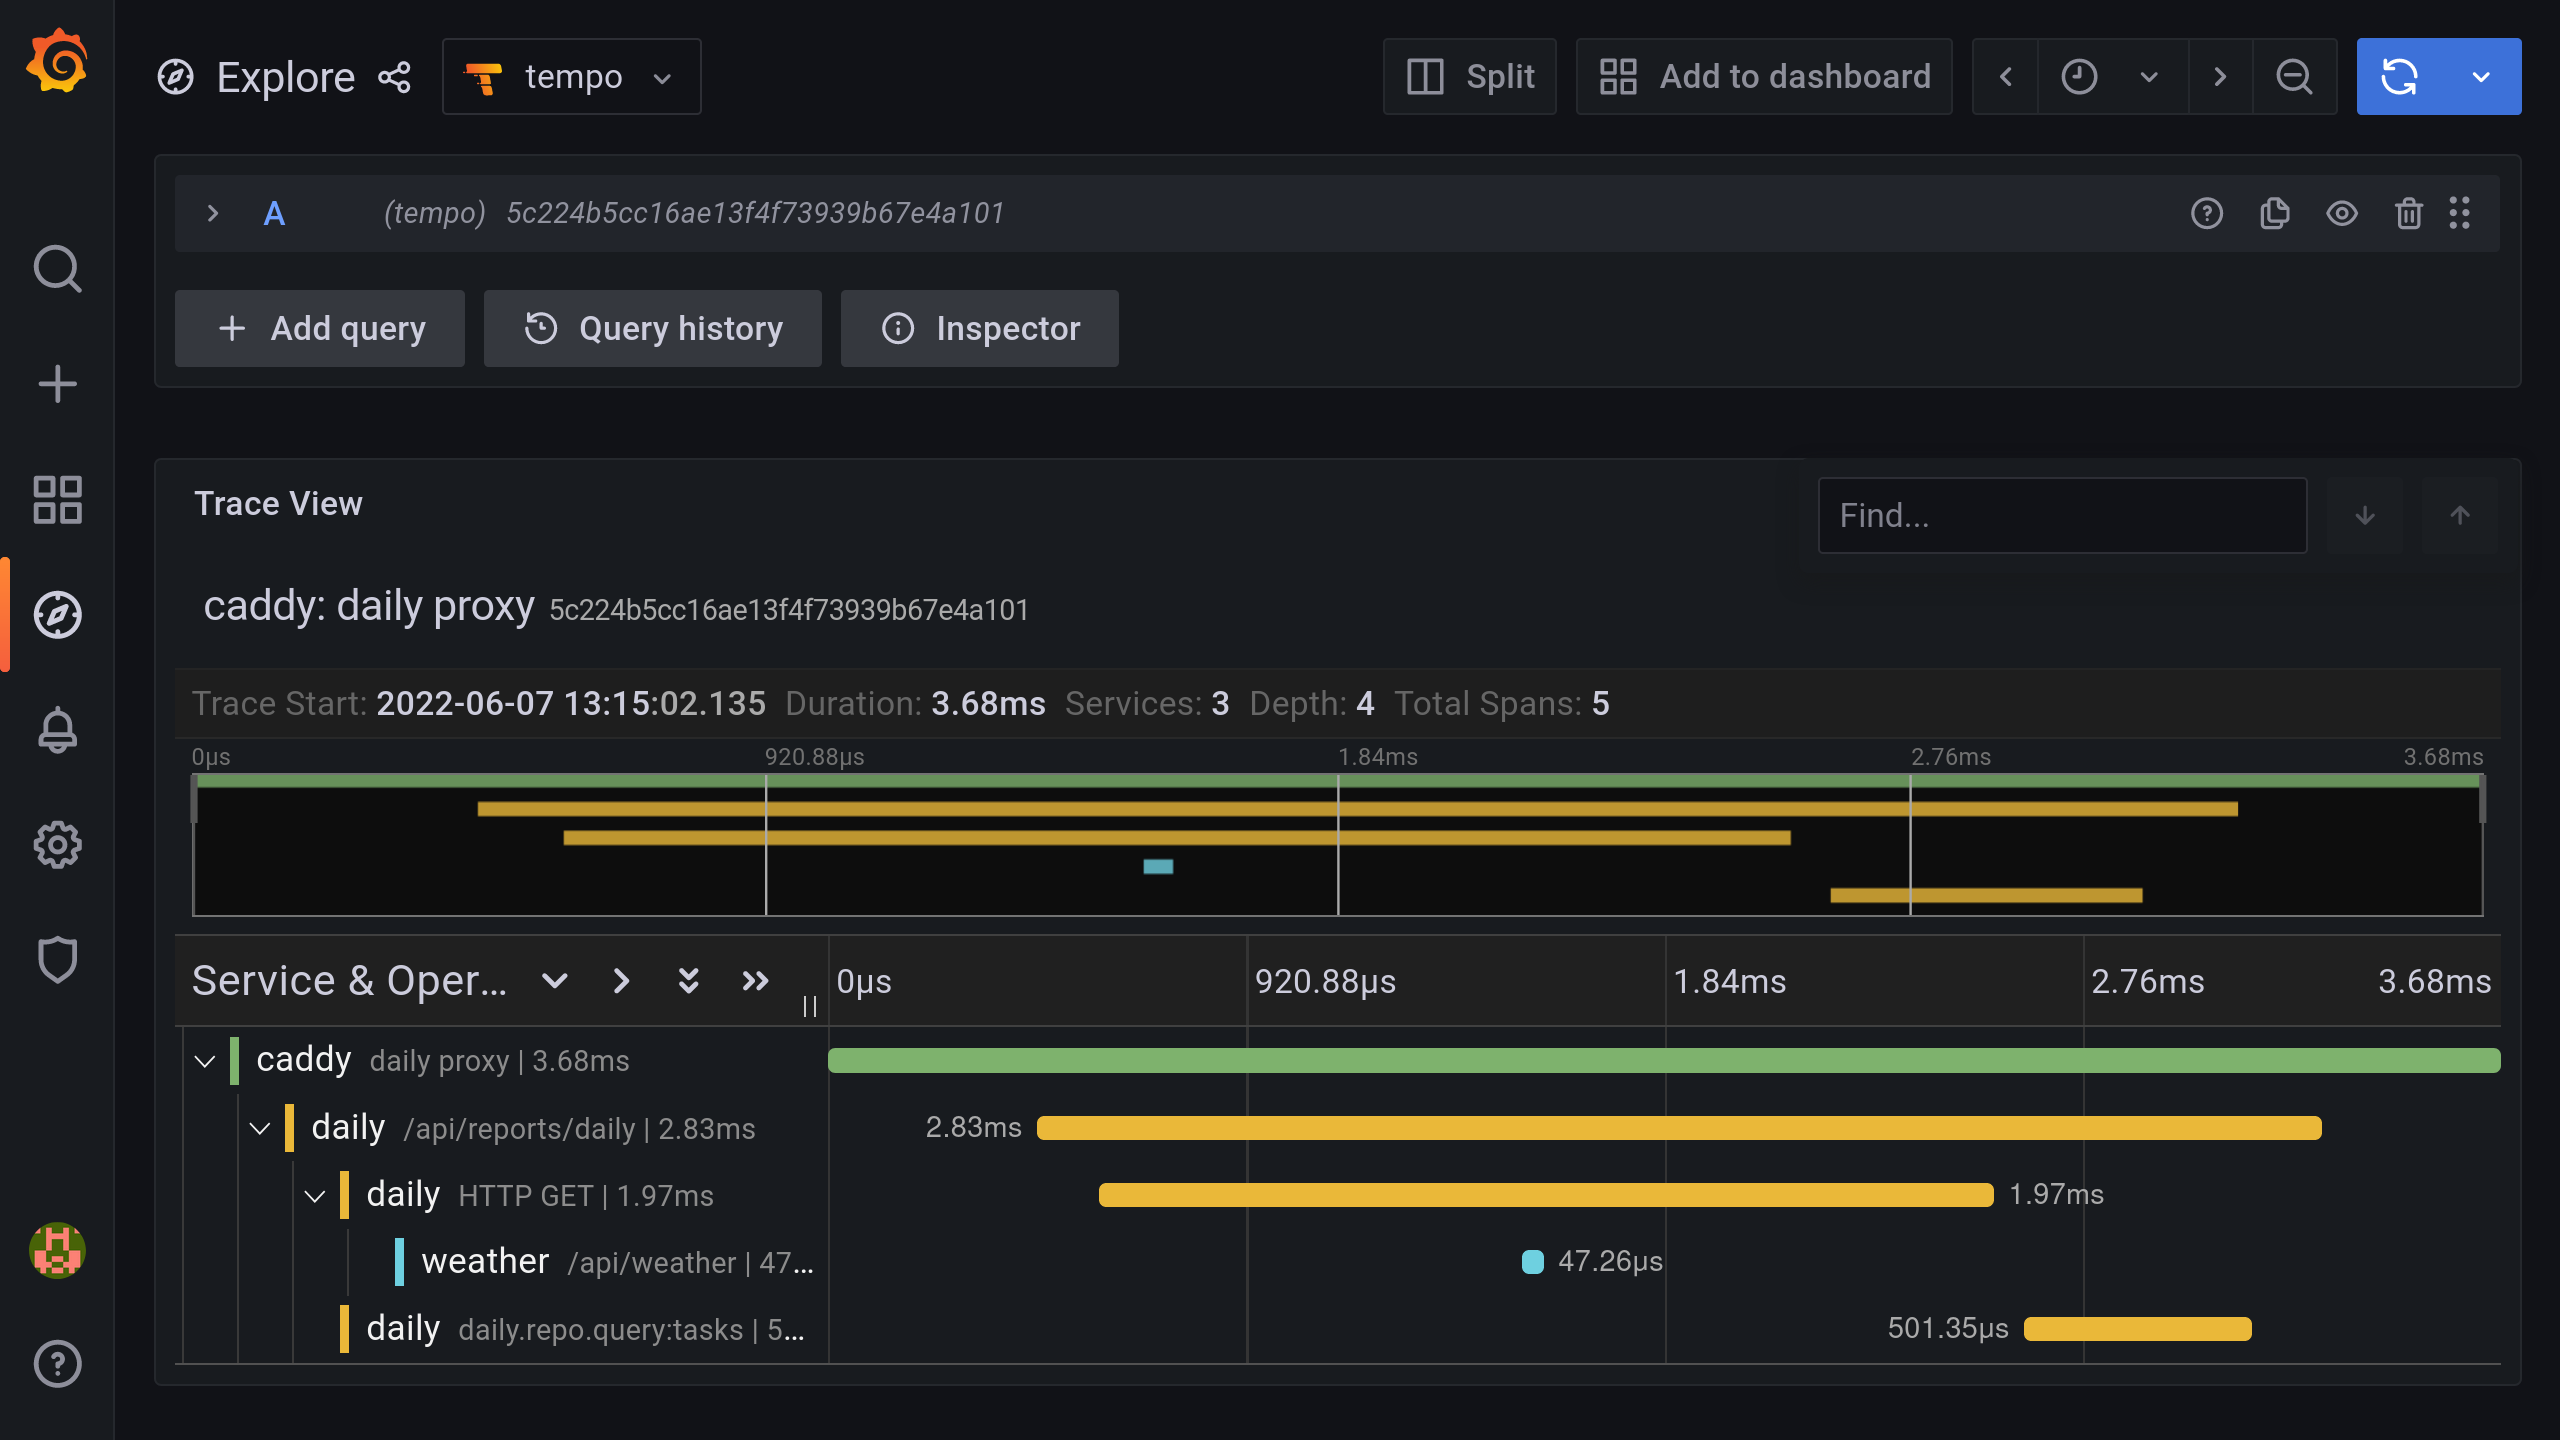 Explore tempo Split Add to dashboard
A (tempo) 5c224b5cc16ae13f4f73939b67e4a101
Add query Query history Inspector
Trace View Find...
caddy: daily proxy 5c224b5cc16ae13f4f73939b67e4a101
Trace Start: 2022-06-07 13:15:02.135 Duration: 3.68ms Services: 3 Depth: 4 Total Spans: 5
0μs 920.88μs 1.84ms 2.76ms 3.68ms
Service & Oper... 0μs 920.88μs 1.84ms 2.76ms 3.68ms
caddy daily proxy | 3.68ms
daily /api/reports/daily | 2.83ms 2.83ms
daily HTTP GET | 1.97ms 1.97ms
weather /api/weather | 47... 47.26μs
daily daily.repo.query:tasks | 5... 501.35μs